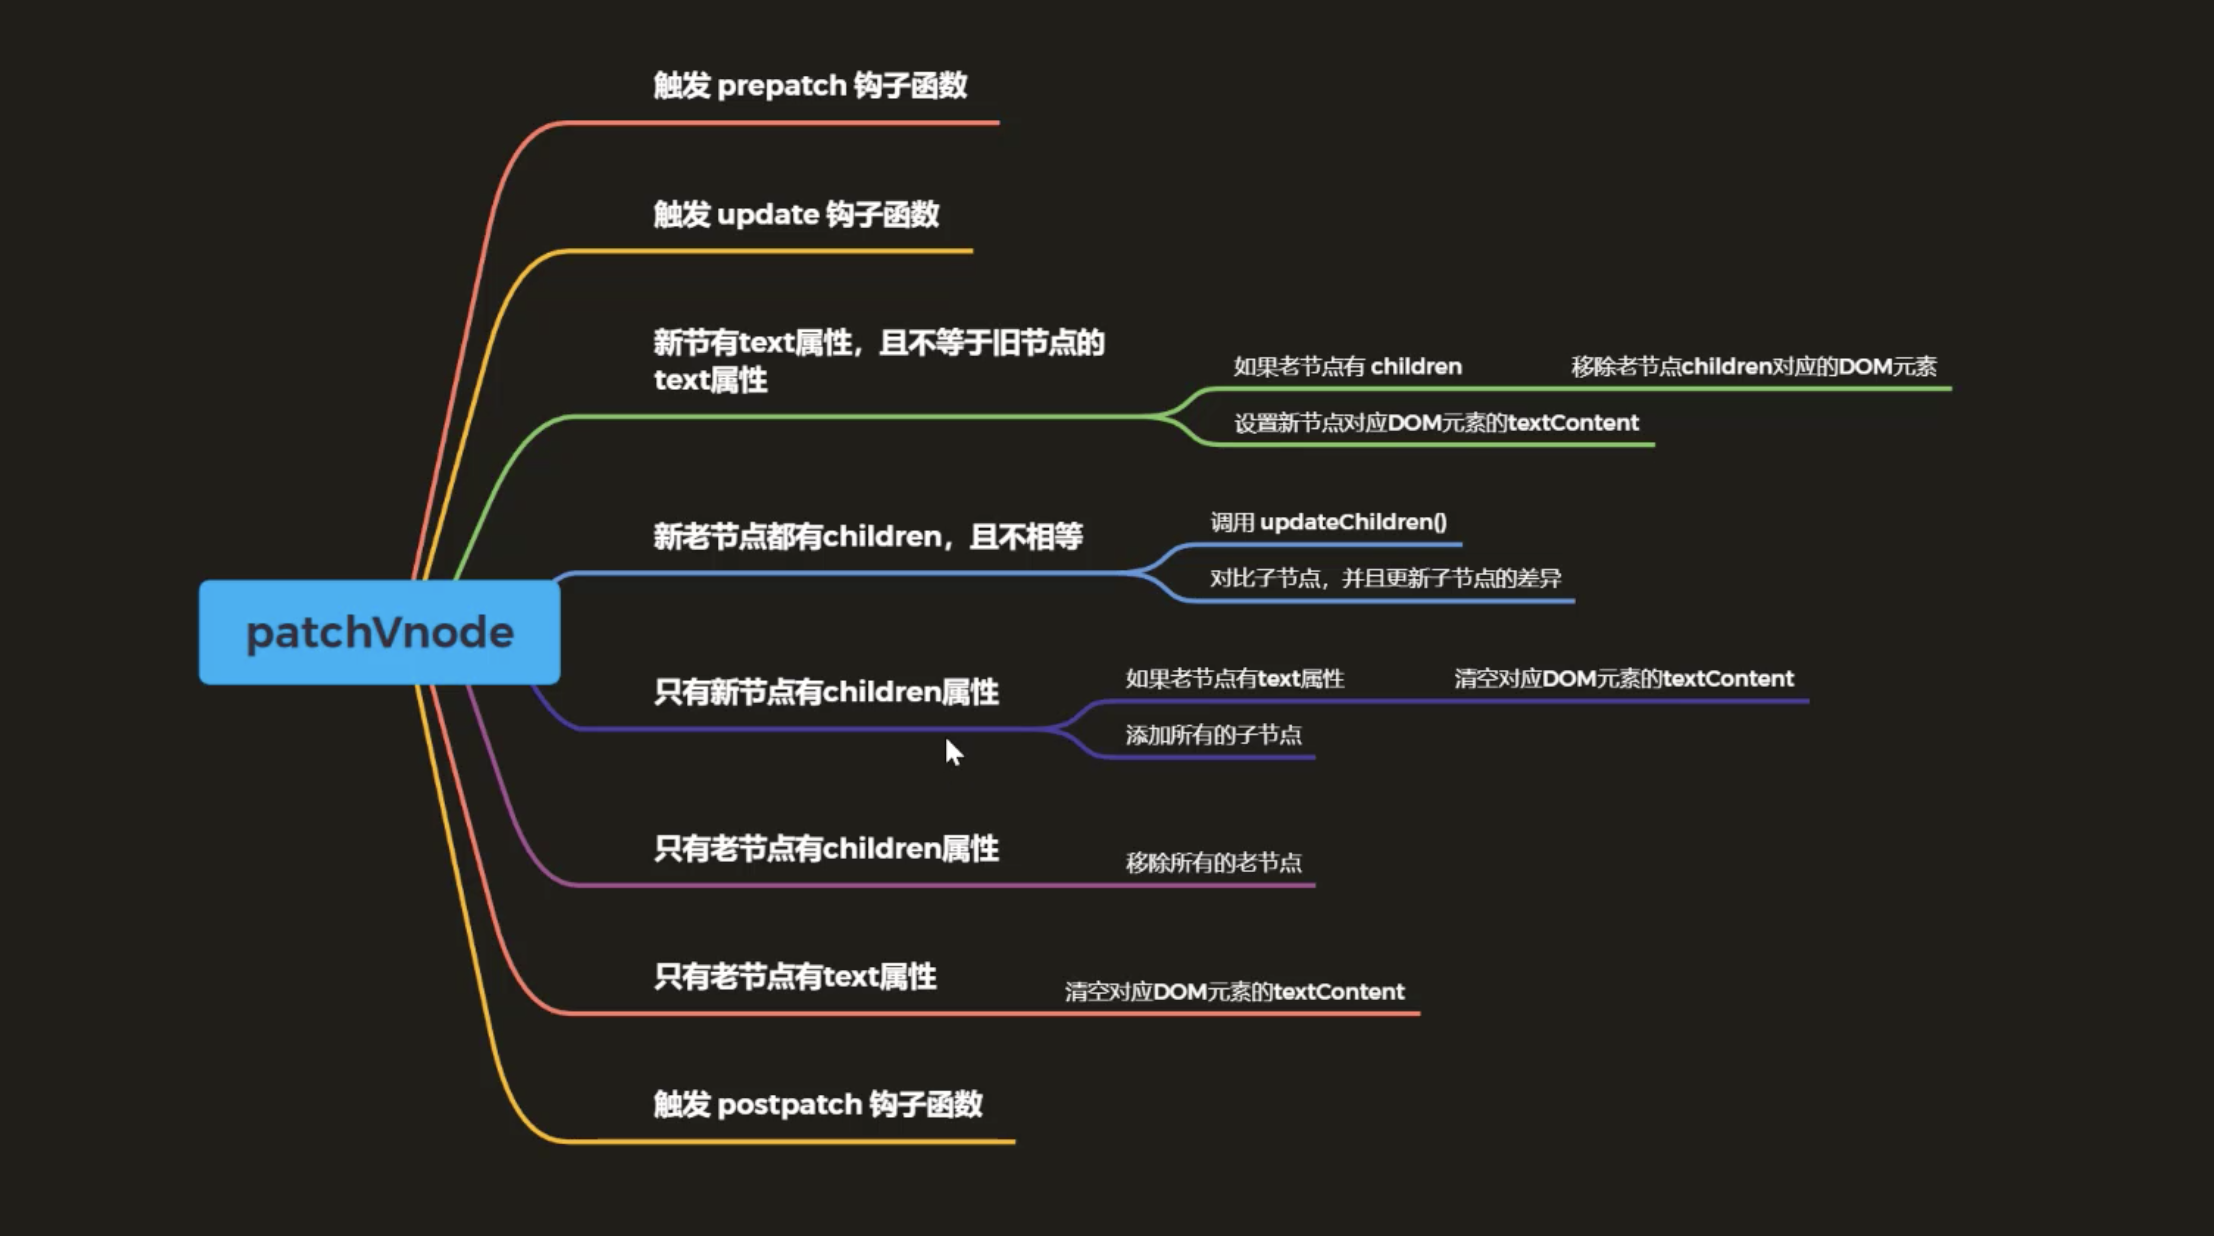 触发 prepatch 钩子函数
触发 update 钩子函数
新节有text属性，且不等于旧节点的
text属性
如果老节点有 children
移除老节点children对应的DOM元素
设置新节点对应DOM元素的textContent
新老节点都有children，且不相等
调用 updateChildren()
对比子节点，并且更新子节点的差异
patchVnode
只有新节点有children属性
如果老节点有text属性
清空对应DOM元素的textContent
添加所有的子节点
只有老节点有children属性
移除所有的老节点
只有老节点有text属性
清空对应DOM元素的textContent
触发 postpatch 钩子函数